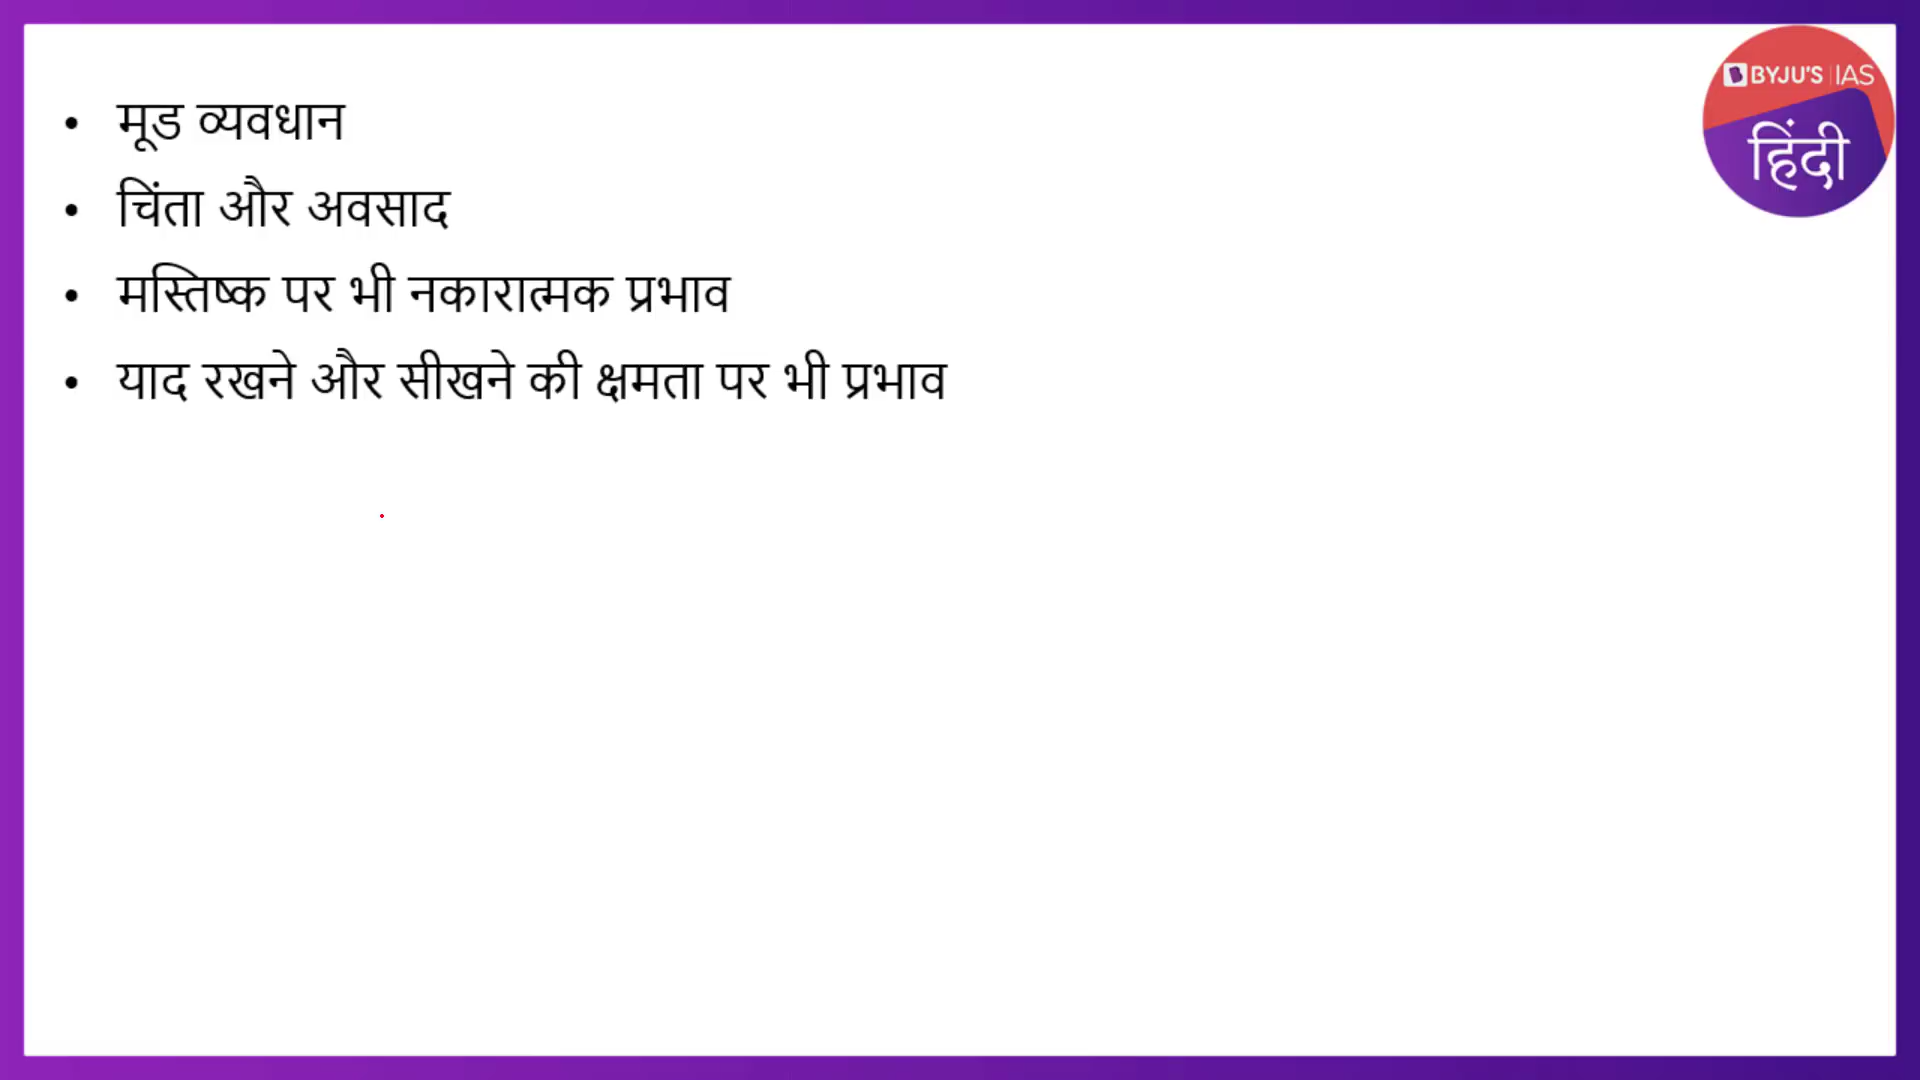 • मूड व्यवधान
• चिंता और अवसाद
• मस्तिष्क पर भी नकारात्मक प्रभाव
• याद रखने और सीखने की क्षमता पर भी प्रभाव
BYJU'S IAS
हिंदी